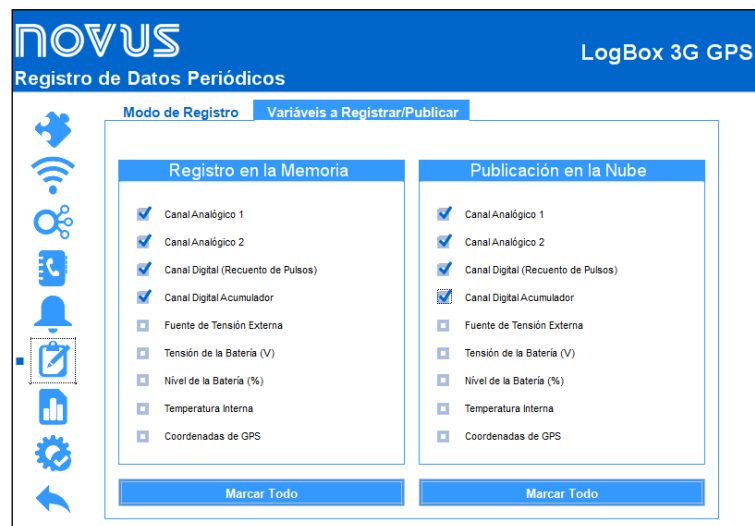 NOVUS
LogBox 3G GPS
Registro de Datos Periódicos
Modo de Registro
Variáveis a Registrar/Publicar
Registro en la Memoria
Canal Analógico 1
Canal Analógico 2
Canal Digital (Recuento de Pulsos)
Canal Digital Acumulador
Fuente de Tensión Externa
Tensión de la Batería (V)
Nível de la Batería (%)
Temperatura Interna
Coordenadas de GPS
Marcar Todo
Publicación en la Nube
Canal Analógico 1
Canal Analógico 2
Canal Digital (Recuento de Pulsos)
Canal Digital Acumulador
Fuente de Tensión Externa
Tensión de la Batería (V)
Nível de la Batería (%)
Temperatura Interna
Coordenadas de GPS
Marcar Todo